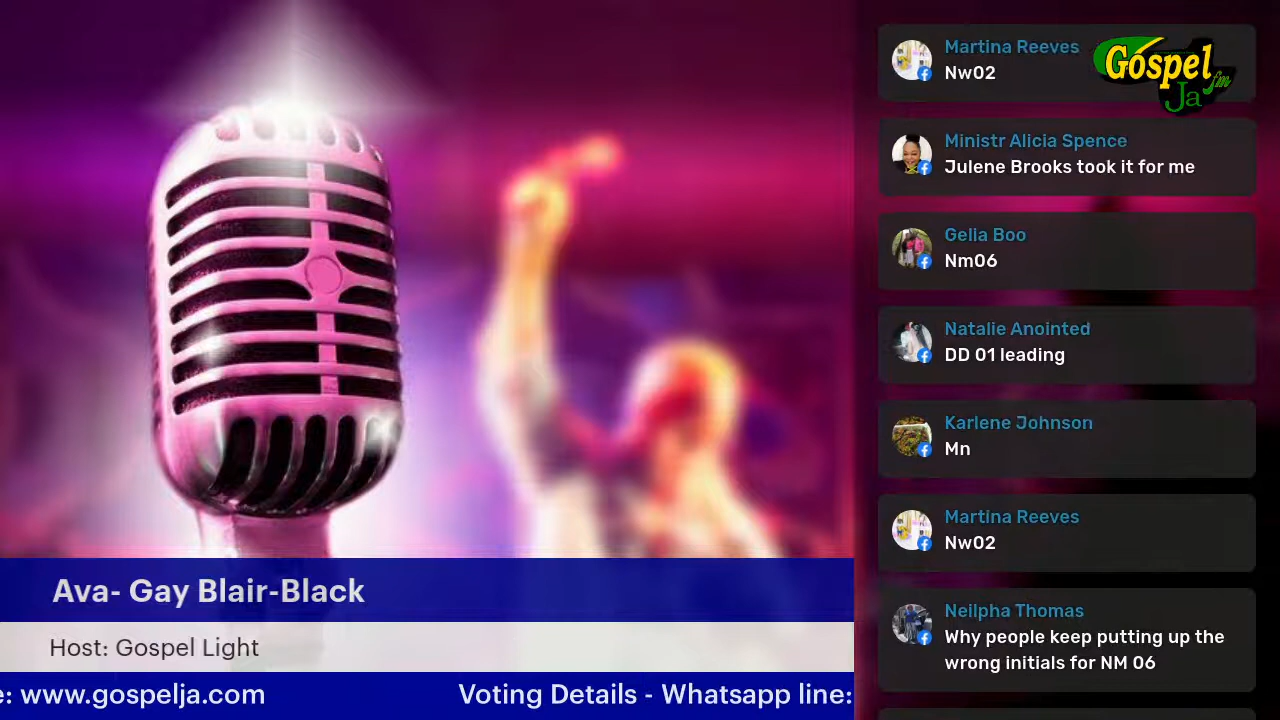 Martina Reeves
Nw02
Gospel fm
Ja
Ministr Alicia Spence
Julene Brooks took it for me
Gelia Boo
Nm06
Natalie Anointed
DD 01 leading
Karlene Johnson
Mn
Martina Reeves
Nw02
Neilpha Thomas
Why people keep putting up the
wrong initials for NM 06
Ava- Gay Blair-Black
Host: Gospel Light
e: www.gospelja.com Voting Details - Whatsapp line: